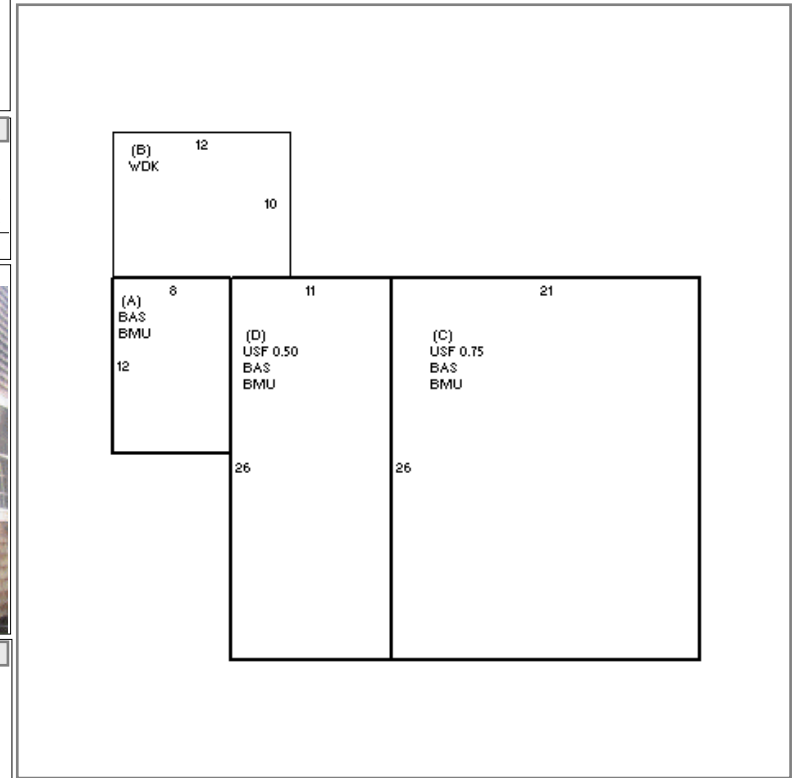 (B)
WDK
12
10
8
(A)
BAS
BMU
12
11
(D)
USF 0.50
BAS
BMU
26
21
(C)
USF 0.75
BAS
BMU
26